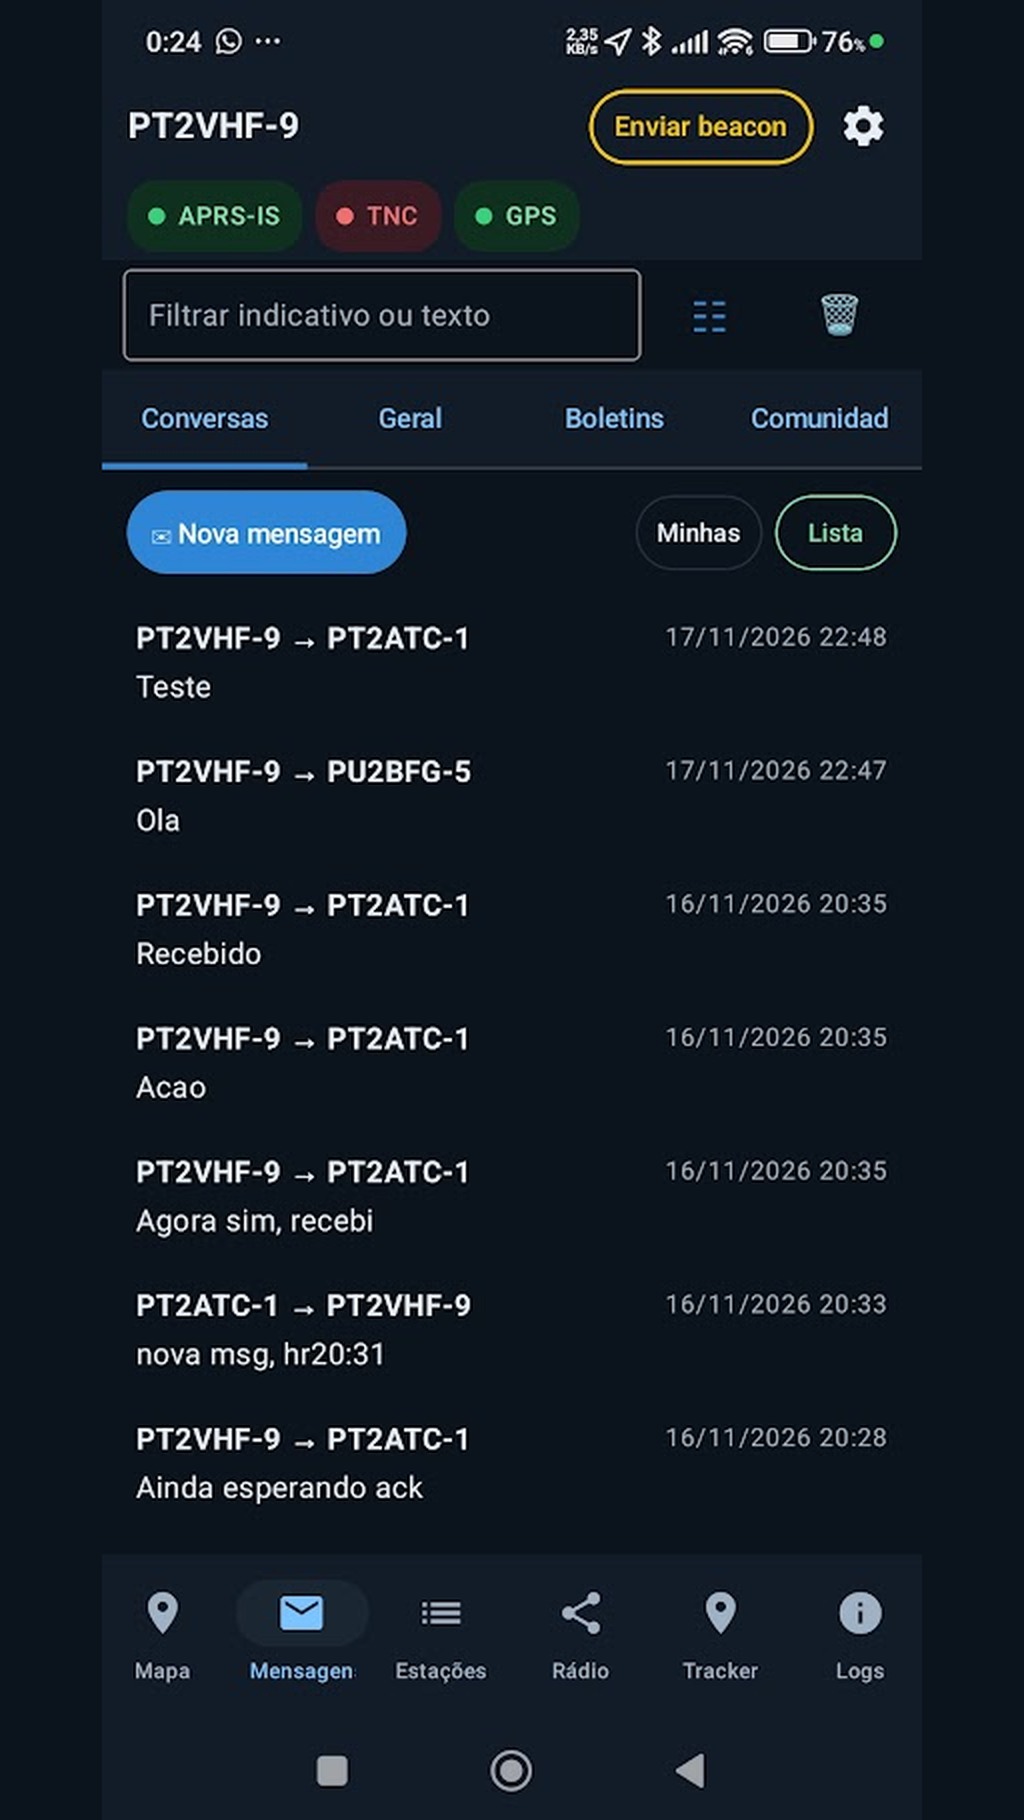 0:24 ... 2,35 KB/s 76%
PT2VHF-9 Enviar beacon
APRS-IS TNC GPS
Filtrar indicativo ou texto
Conversas Geral Boletins Comunidad
Nova mensagem Minhas Lista
PT2VHF-9 → PT2ATC-1 17/11/2026 22:48
Teste
PT2VHF-9 → PU2BFG-5 17/11/2026 22:47
Ola
PT2VHF-9 → PT2ATC-1 16/11/2026 20:35
Recebido
PT2VHF-9 → PT2ATC-1 16/11/2026 20:35
Acao
PT2VHF-9 → PT2ATC-1 16/11/2026 20:35
Agora sim, recebi
PT2ATC-1 → PT2VHF-9 16/11/2026 20:33
nova msg, hr20:31
PT2VHF-9 → PT2ATC-1 16/11/2026 20:28
Ainda esperando ack
Mapa Mensagen Estações Rádio Tracker Logs